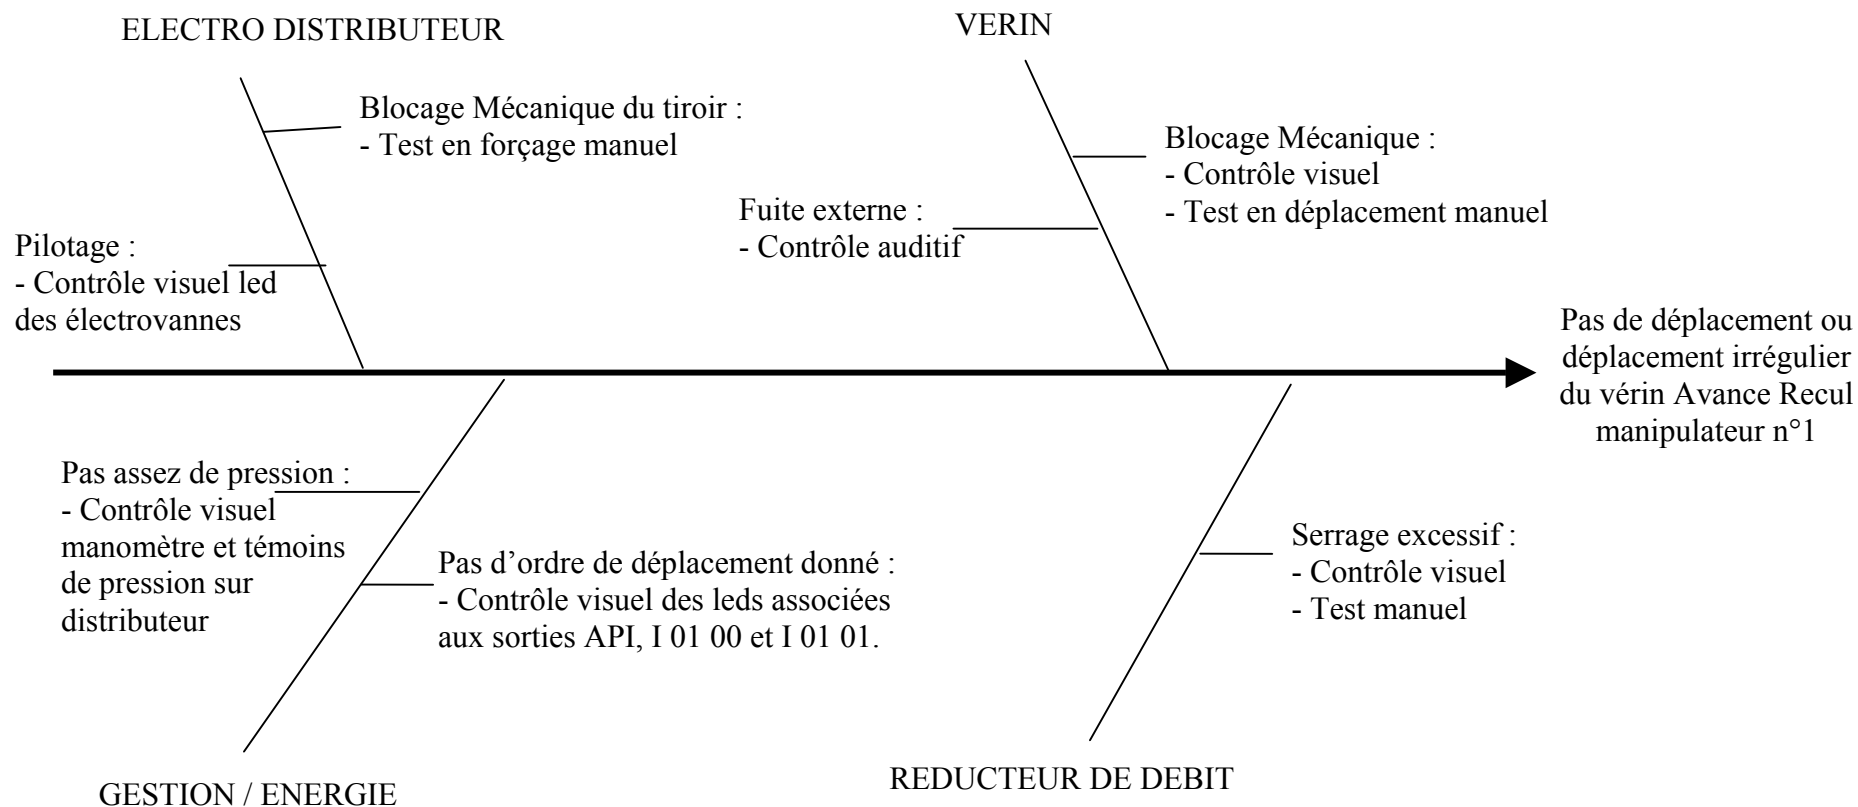 ELECTRO DISTRIBUTEUR
VERIN
Blocage Mécanique du tiroir :
- Test en forçage manuel
Blocage Mécanique :
- Contrôle visuel
- Test en déplacement manuel
Fuite externe :
- Contrôle auditif
Pilotage :
- Contrôle visuel led
des électrovannes
Pas de déplacement ou
déplacement irrégulier
du vérin Avance Recul
manipulateur n°1
Pas assez de pression :
- Contrôle visuel
manomètre et témoins
de pression sur
distributeur
Pas d’ordre de déplacement donné :
- Contrôle visuel des leds associées
aux sorties API, I 01 00 et I 01 01.
Serrage excessif :
- Contrôle visuel
- Test manuel
GESTION / ENERGIE
REDUCTEUR DE DEBIT